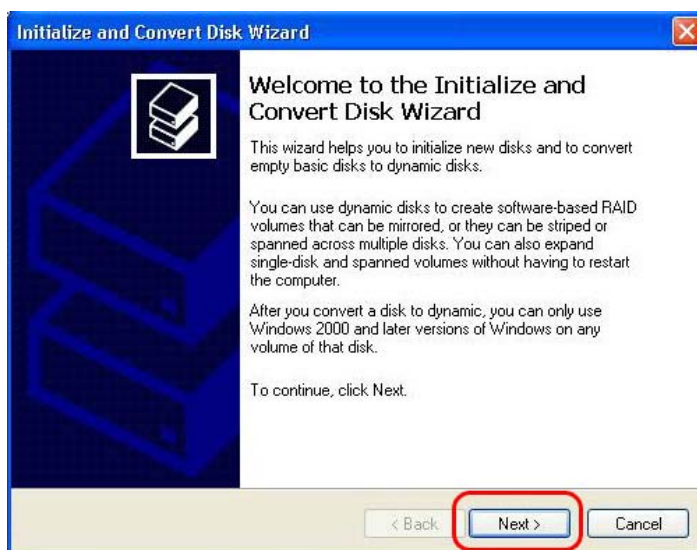 Initialize and Convert Disk Wizard
Welcome to the Initialize and
Convert Disk Wizard
This wizard helps you to initialize new disks and to convert
empty basic disks to dynamic disks.
You can use dynamic disks to create software-based RAID
volumes that can be mirrored, or they can be striped or
spanned across multiple disks. You can also expand
single-disk and spanned volumes without having to restart
the computer.
After you convert a disk to dynamic, you can only use
Windows 2000 and later versions of Windows on any
volume of that disk.
To continue, click Next.
< Back Next > Cancel